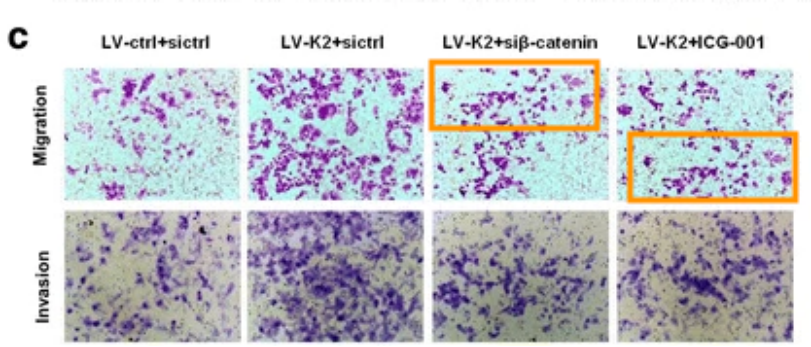 c
LV-ctrl+sictrl LV-K2+sictrl LV-K2+siβ-catenin LV-K2+ICG-001
Migration
Invasion